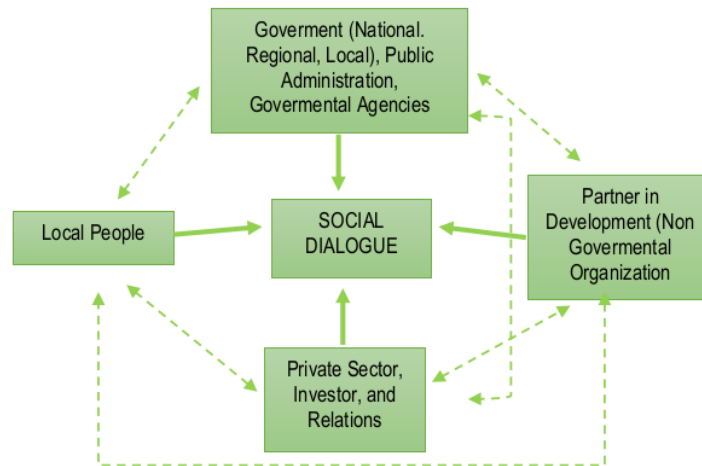 Goverment (National.
Regional, Local), Public
Administration,
Govermental Agencies
Local People
SOCIAL
DIALOGUE
Partner in
Development (Non
Govermental
Organization
Private Sector,
Investor, and
Relations